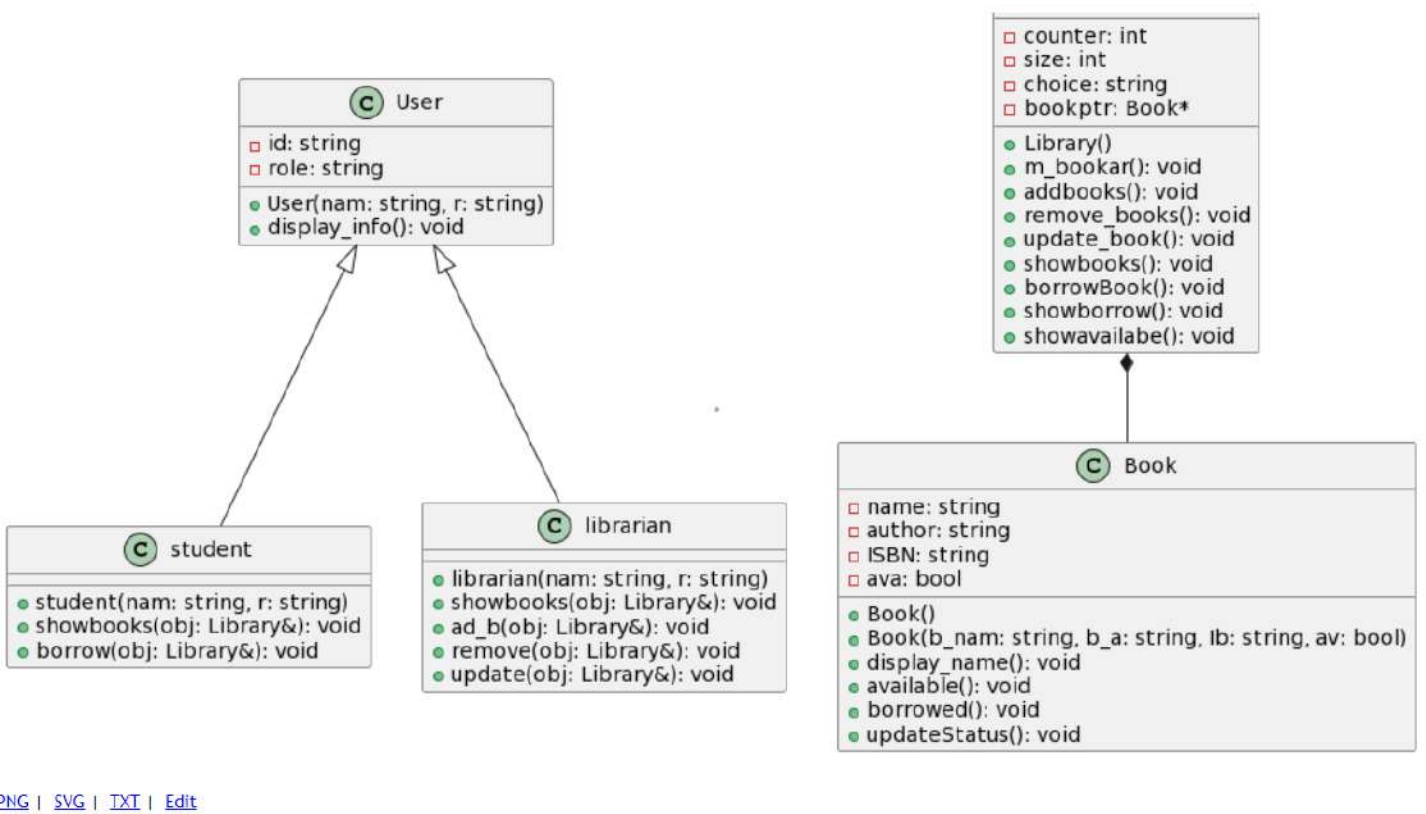 C User
id: string
role: string
User(nam: string, r: string)
display_info(): void
C student
student(nam: string, r: string)
showbooks(obj: Library&): void
borrow(obj: Library&): void
C librarian
librarian(nam: string, r: string)
showbooks(obj: Library&): void
ad_b(obj: Library&): void
remove(obj: Library&): void
update(obj: Library&): void
counter: int
size: int
choice: string
bookptr: Book*
Library()
m_bookar(): void
addbooks(): void
remove_books(): void
update_book(): void
showbooks(): void
borrowBook(): void
showborrow(): void
showavailabe(): void
C Book
name: string
author: string
ISBN: string
ava: bool
Book()
Book(b_nam: string, b_a: string, Ib: string, av: bool)
display_name(): void
available(): void
borrowed(): void
updateStatus(): void
PNG | SVG | TXT | Edit